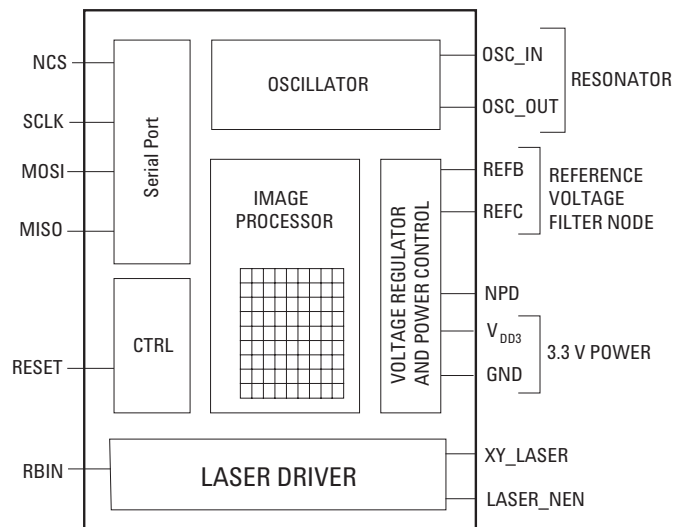 NCS
SCLK
MOSI
MISO
Serial Port
OSCILLATOR
OSC_IN
OSC_OUT
RESONATOR
IMAGE
PROCESSOR
VOLTAGE REGULATOR
AND POWER CONTROL
REFB
REFC
REFERENCE
VOLTAGE
FILTER NODE
NPD
VDD3
GND
3.3 V POWER
RESET
CTRL
RBIN
LASER DRIVER
XY_LASER
LASER_NEN